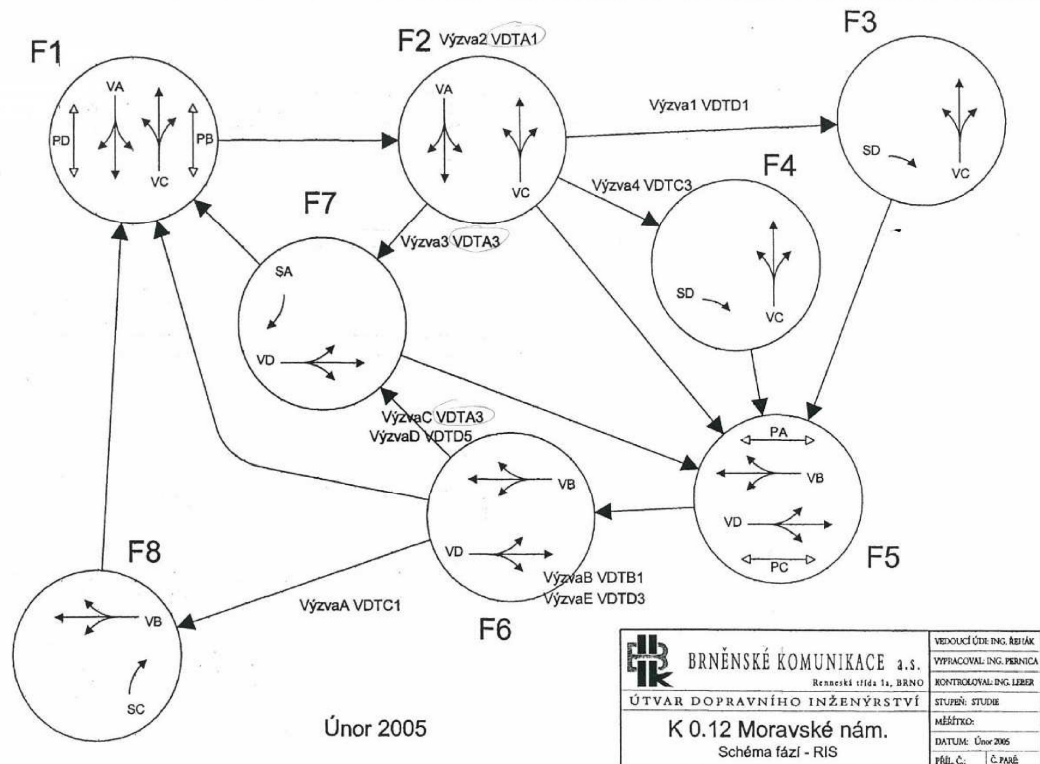 F1
PD
VA
VC
PB
F2
Výzva2 VDTA1
VA
VC
Výzva1 VDTD1
F3
SD
VC
Výzva4 VDTC3
F4
SD
VC
F7
Výzva3 VDTA3
SA
VD
VýzvaC VDTA3
VýzvaD VDTD5
PA
VB
VD
PC
F5
VB
VD
VýzvaB VDTB1
VýzvaE VDTD3
F6
F8
VýzvaA VDTC1
VB
SC
Únor 2005
BRNĚNSKÉ KOMUNIKACE a.s.
Renneská třída 1a, BRNO
ÚTVAR DOPRAVNÍHO INŽENÝRSTVÍ
K 0.12 Moravské nám.
Schéma fází - RIS
VEDOUCÍ ÚDI: ING. ŘEHÁK
VYPRACOVAL: ING. PERNICA
KONTROLOVAL: ING. LEBER
STUPEŇ: STUDIE
MĚŘÍTKO:
DATUM: Únor 2005
PŘÍL. Č.: Č. PARÉ